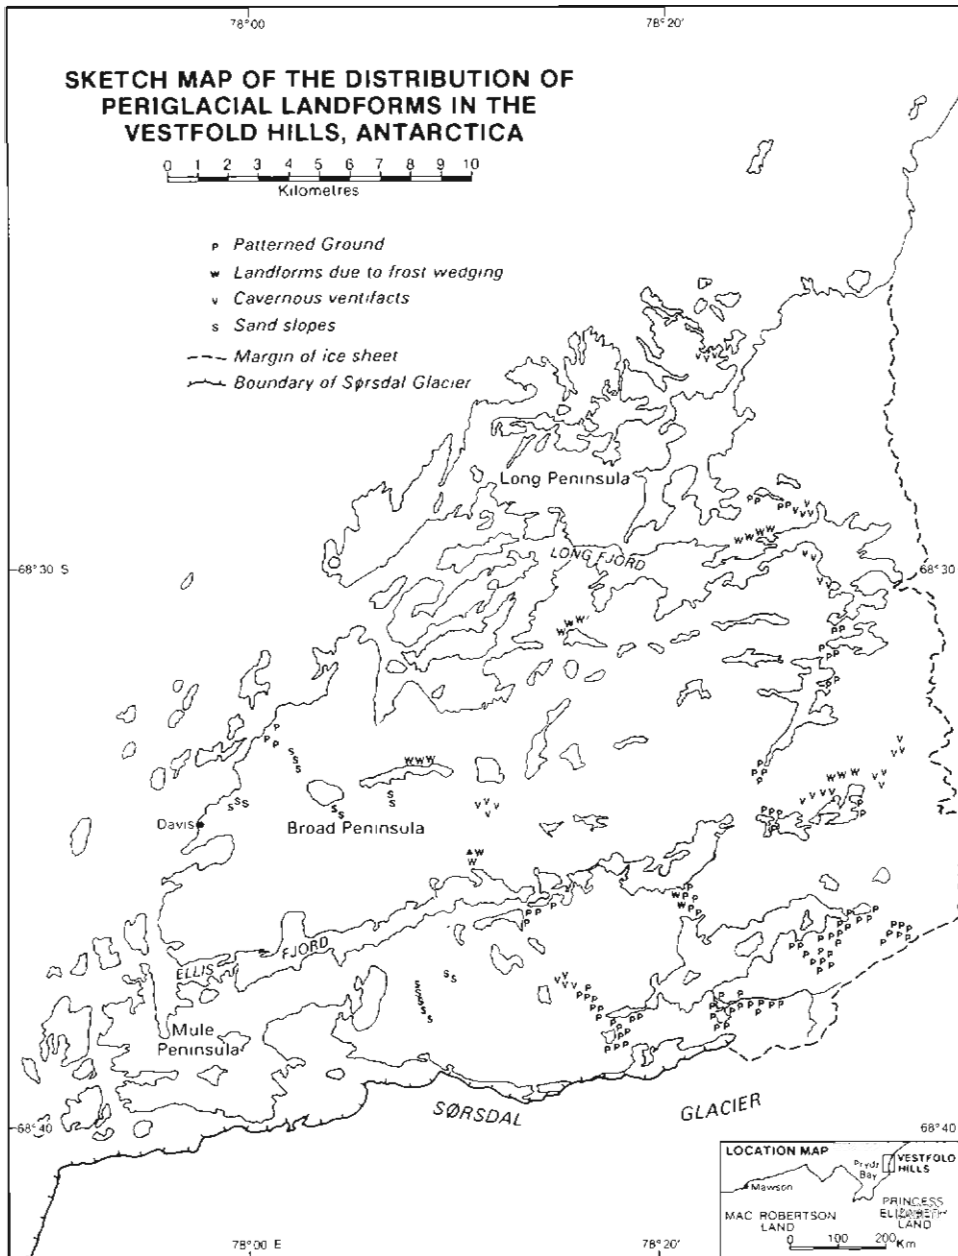 78°00'
78°20'
SKETCH MAP OF THE DISTRIBUTION OF
PERIGLACIAL LANDFORMS IN THE
VESTFOLD HILLS, ANTARCTICA
0 1 2 3 4 5 6 7 8 9 10
Kilometres
P Patterned Ground
W Landforms due to frost wedging
V Cavernous ventifacts
S Sand slopes
Margin of ice sheet
Boundary of Sørsdal Glacier
Long Peninsula
LONG FJORD
68°30 S
68°30
Davis
Broad Peninsula
ELLIS FJORD
Mule
Peninsula
SØRSDAL GLACIER
68°40
68°40
LOCATION MAP
Prydz
Bay
VESTFOLD
HILLS
Mawson
MAC ROBERTSON
LAND
PRINCESS
ELIZABETH
LAND
0 100 200
Km
78°00 E
78°20'